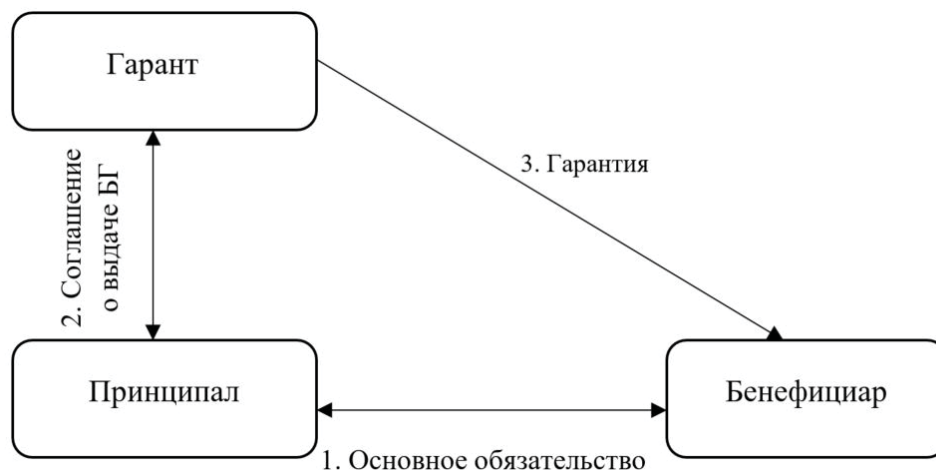 Гарант
3. Гарантия
2. Соглашение
о выдаче БГ
Принципал
Бенефициар
1. Основное обязательство